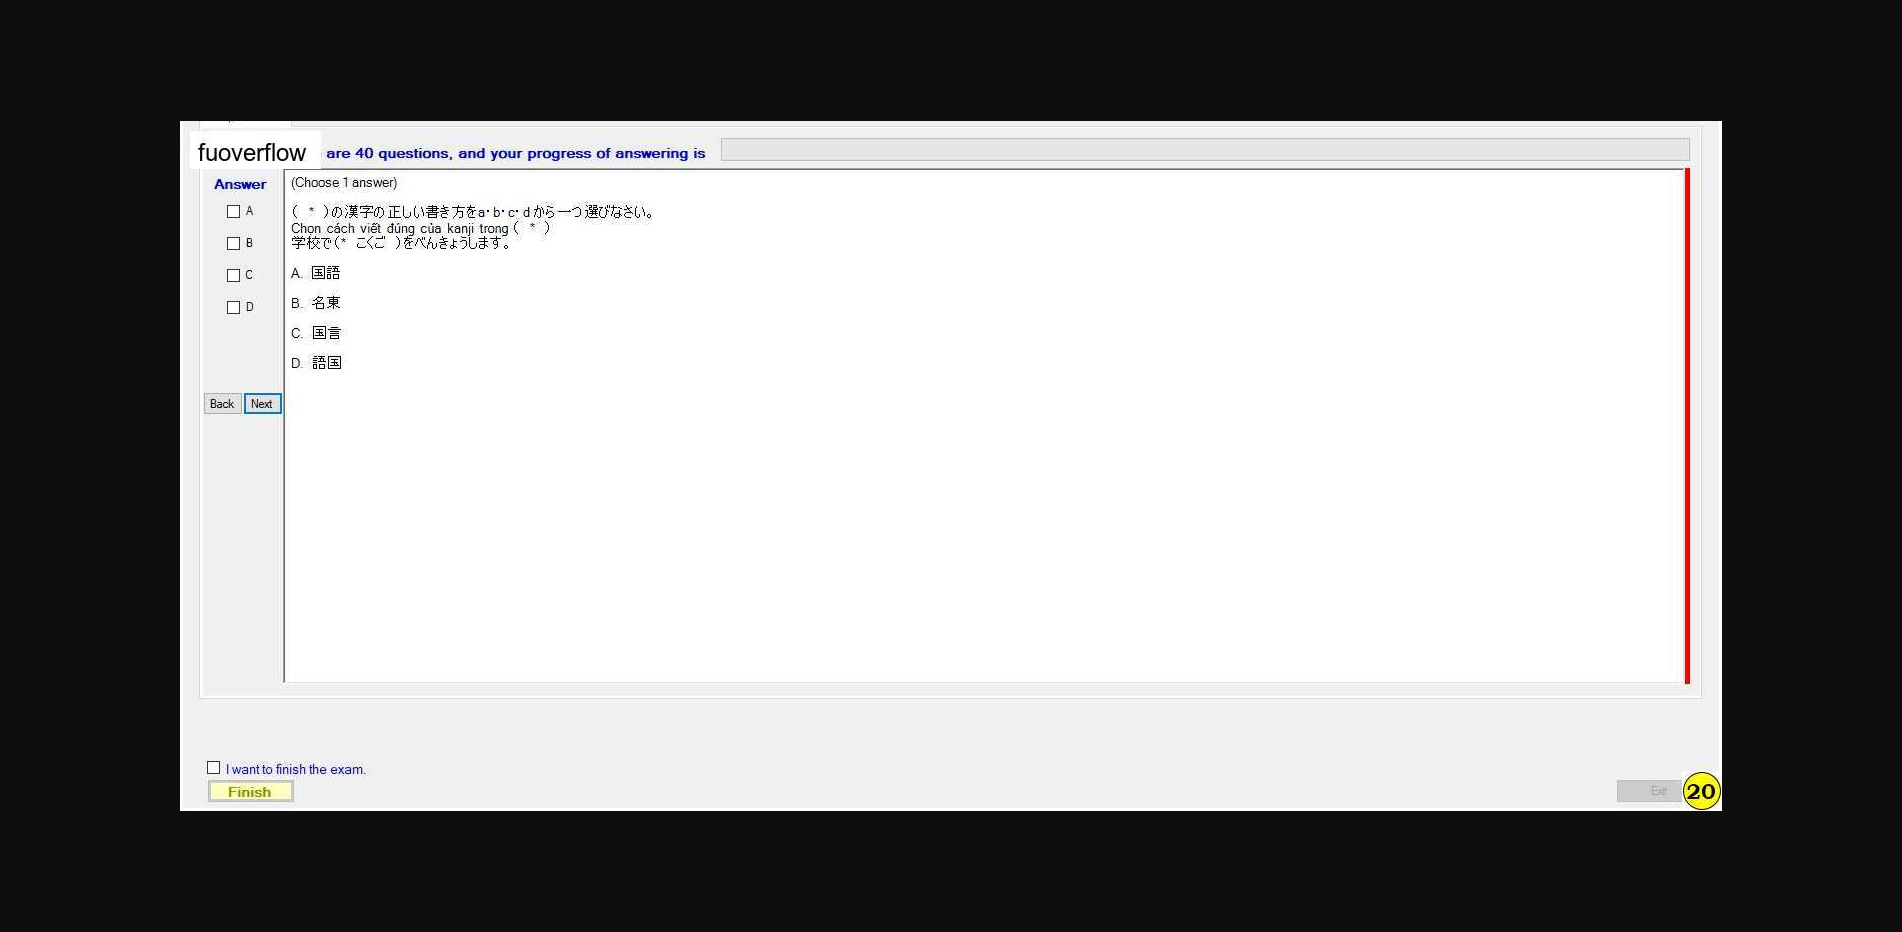 fuoverflow are 40 questions, and your progress of answering is
Answer
(Choose 1 answer)
A
B
C
D
( * )の漢字の正しい書き方をa・b・c・dから一つ選びなさい。
Chọn cách viết đúng của kanji trong ( * )
学校で(* こくご )をべんきょうします。
A. 国語
B. 名東
C. 国言
D. 語国
Back Next
I want to finish the exam.
Finish
Exit
20